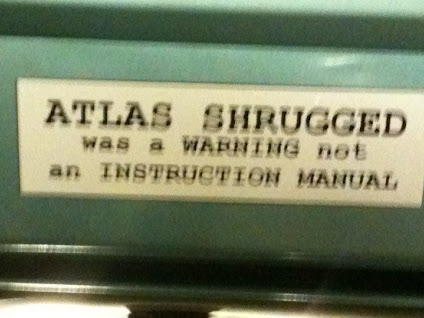 ATLAS SHRUGGED
was a WARNING not
an INSTRUCTION MANUAL